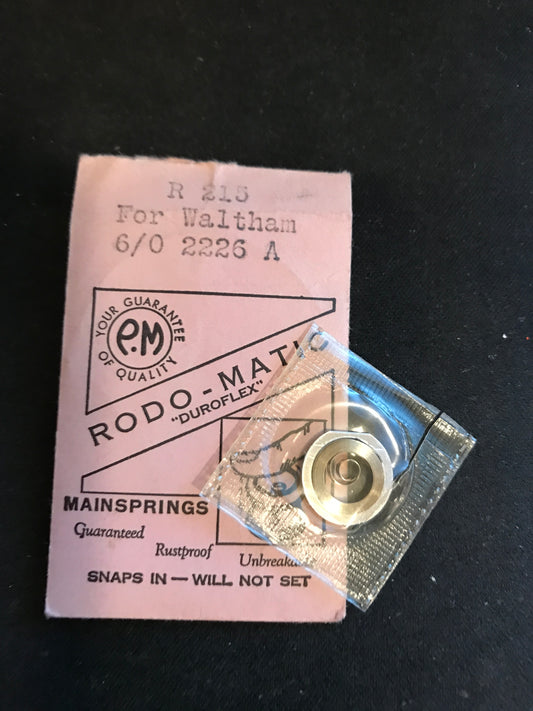 R 215
For Waltham
6/0 2226 A
YOUR GUARANTEE
P.M
OF QUALITY
RODO-MATIC
"DUROFLEX"
MAINSPRINGS
Guaranteed
Rustproof
Unbreaka
SNAPS IN — WILL NOT SET